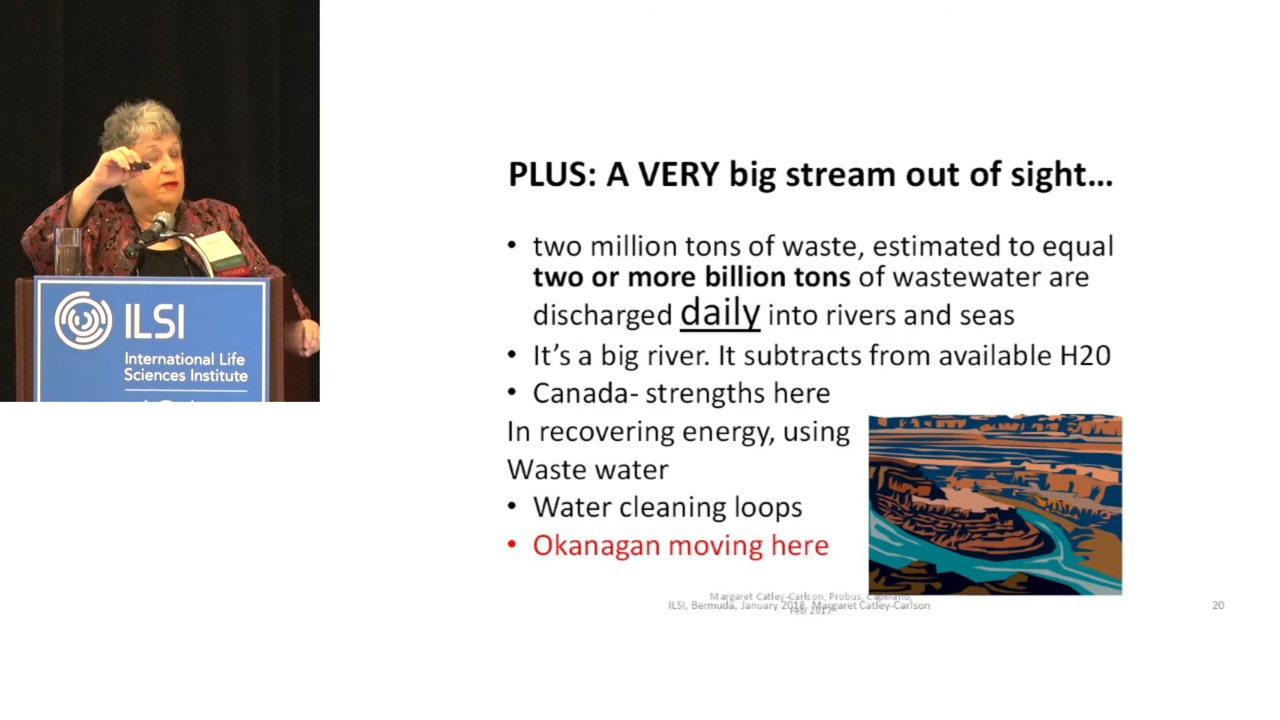 ILSI
International Life
Sciences Institute
PLUS: A VERY big stream out of sight…
• two million tons of waste, estimated to equal
two or more billion tons of wastewater are
discharged daily into rivers and seas
• It’s a big river. It subtracts from available H20
• Canada- strengths here
In recovering energy, using
Waste water
• Water cleaning loops
• Okanagan moving here
Margaret Catley-Carlson, Probus, Capilano,
ILSI, Bermuda, January 2018, Margaret Catley-Carlson
Feb 2017
20